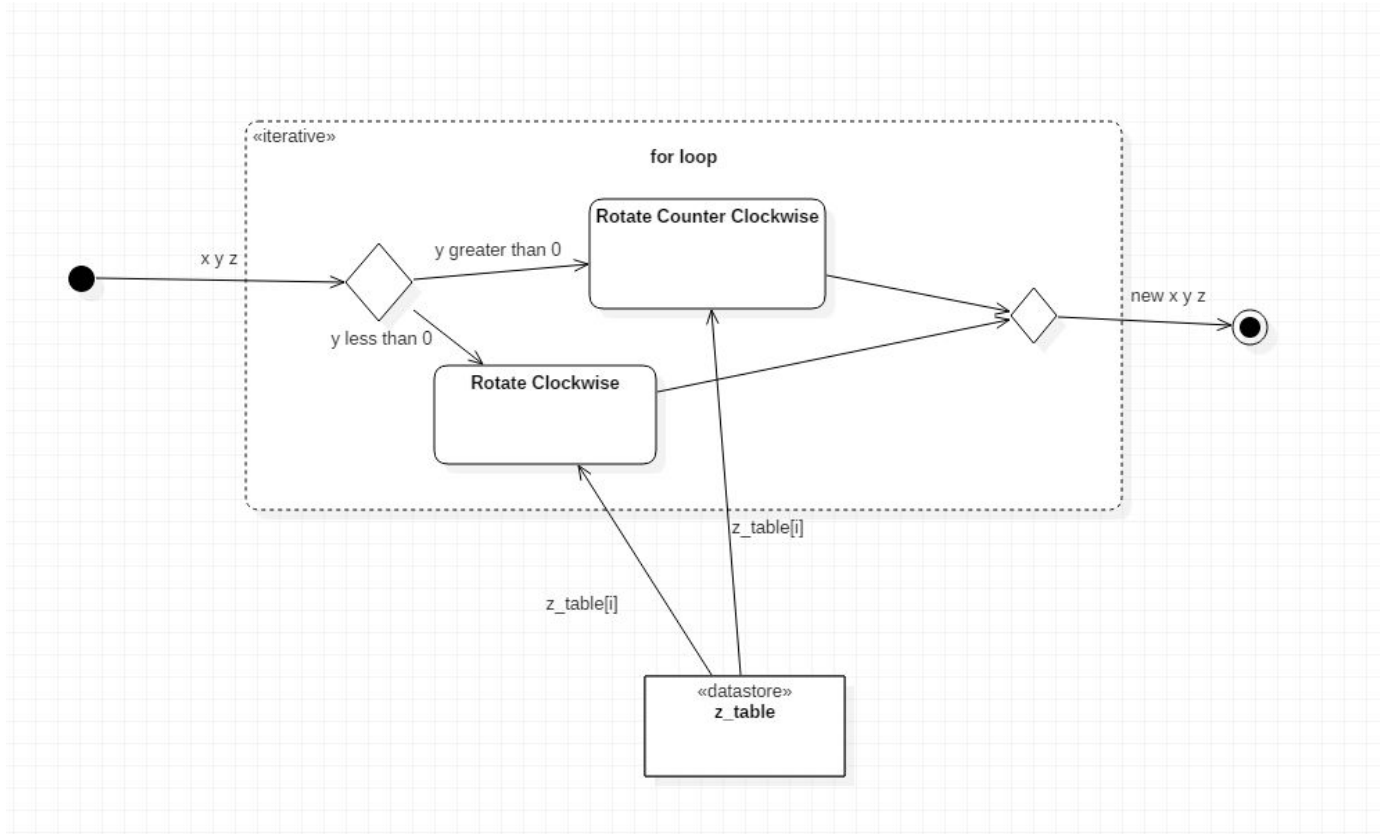 «iterative»
for loop
Rotate Counter Clockwise
y greater than 0
x y z
new x y z
y less than 0
Rotate Clockwise
z_table[i]
z_table[i]
«datastore»
z_table